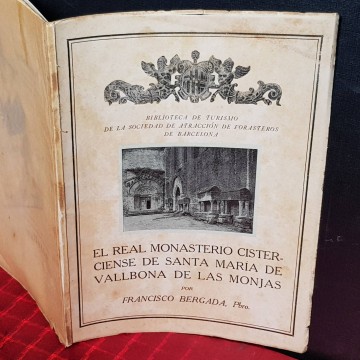 BIBLIOTECA DE TURISMO
DE LA SOCIEDAD DE ATRACCIÓN DE FORASTEROS
DE BARCELONA
EL REAL MONASTERIO CISTER-
CIENSE DE SANTA MARIA DE
VALLBONA DE LAS MONJAS
POR
FRANCISCO BERGADA, Pbro.